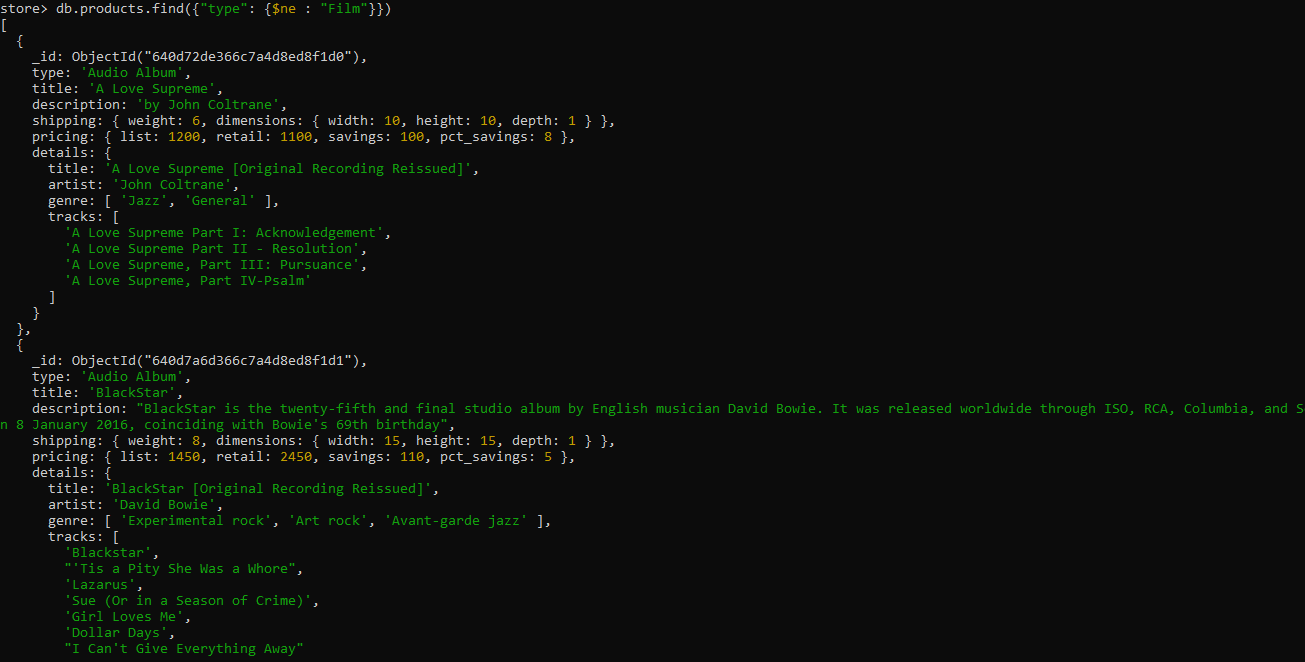 store> db.products.find({"type": {$ne : "Film"}})
[
  {
    _id: ObjectId("640d72de366c7a4d8ed8f1d0"),
    type: 'Audio Album',
    title: 'A Love Supreme',
    description: 'by John Coltrane',
    shipping: { weight: 6, dimensions: { width: 10, height: 10, depth: 1 } },
    pricing: { list: 1200, retail: 1100, savings: 100, pct_savings: 8 },
    details: {
      title: 'A Love Supreme [Original Recording Reissued]',
      artist: 'John Coltrane',
      genre: [ 'Jazz', 'General' ],
      tracks: [
        'A Love Supreme Part I: Acknowledgement',
        'A Love Supreme Part II - Resolution',
        'A Love Supreme, Part III: Pursuance',
        'A Love Supreme, Part IV-Psalm'
      ]
    }
  },
  {
    _id: ObjectId("640d7a6d366c7a4d8ed8f1d1"),
    type: 'Audio Album',
    title: 'BlackStar',
    description: "BlackStar is the twenty-fifth and final studio album by English musician David Bowie. It was released worldwide through ISO, RCA, Columbia, and
n 8 January 2016, coinciding with Bowie's 69th birthday",
    shipping: { weight: 8, dimensions: { width: 15, height: 15, depth: 1 } },
    pricing: { list: 1450, retail: 2450, savings: 110, pct_savings: 5 },
    details: {
      title: 'BlackStar [Original Recording Reissued]',
      artist: 'David Bowie',
      genre: [ 'Experimental rock', 'Art rock', 'Avant-garde jazz' ],
      tracks: [
        'Blackstar',
        "'Tis a Pity She Was a Whore",
        'Lazarus',
        'Sue (Or in a Season of Crime)',
        'Girl Loves Me',
        'Dollar Days',
        "I Can't Give Everything Away"